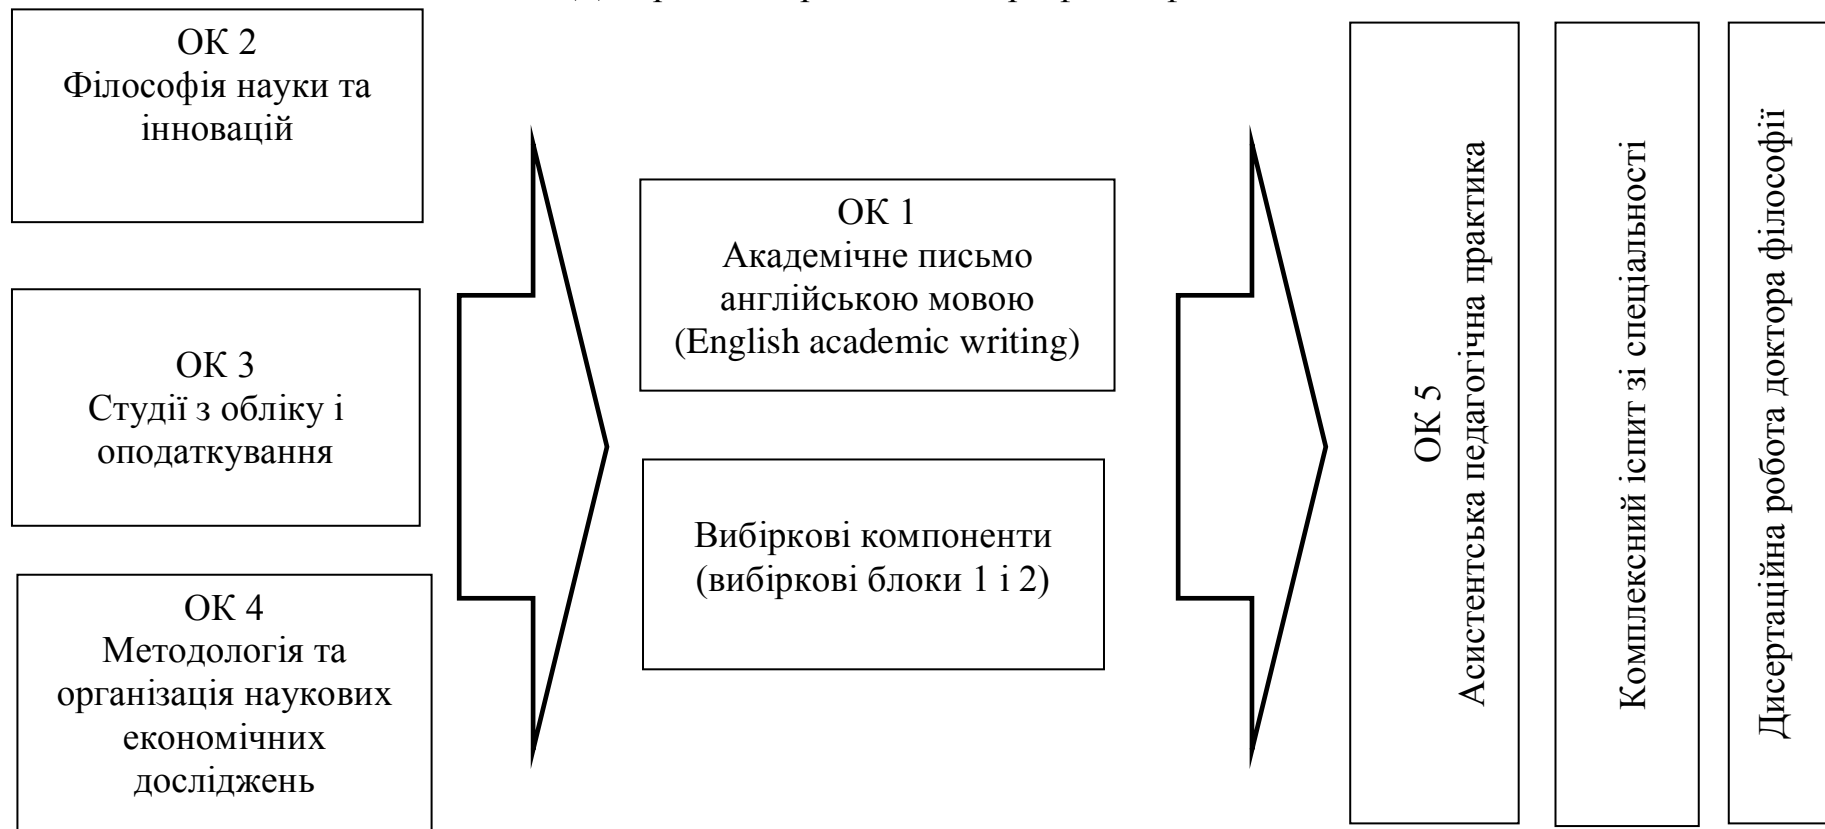 ОК 2
Філософія науки та
інновацій
ОК 3
Студії з обліку і
оподаткування
ОК 4
Методологія та
організація наукових
економічних
досліджень
ОК 1
Академічне письмо
англійською мовою
(English academic writing)
Вибіркові компоненти
(вибіркові блоки 1 і 2)
ОК 5
Асистентська педагогічна практика
Комплексний іспит зі спеціальності
Дисертаційна робота доктора філософії